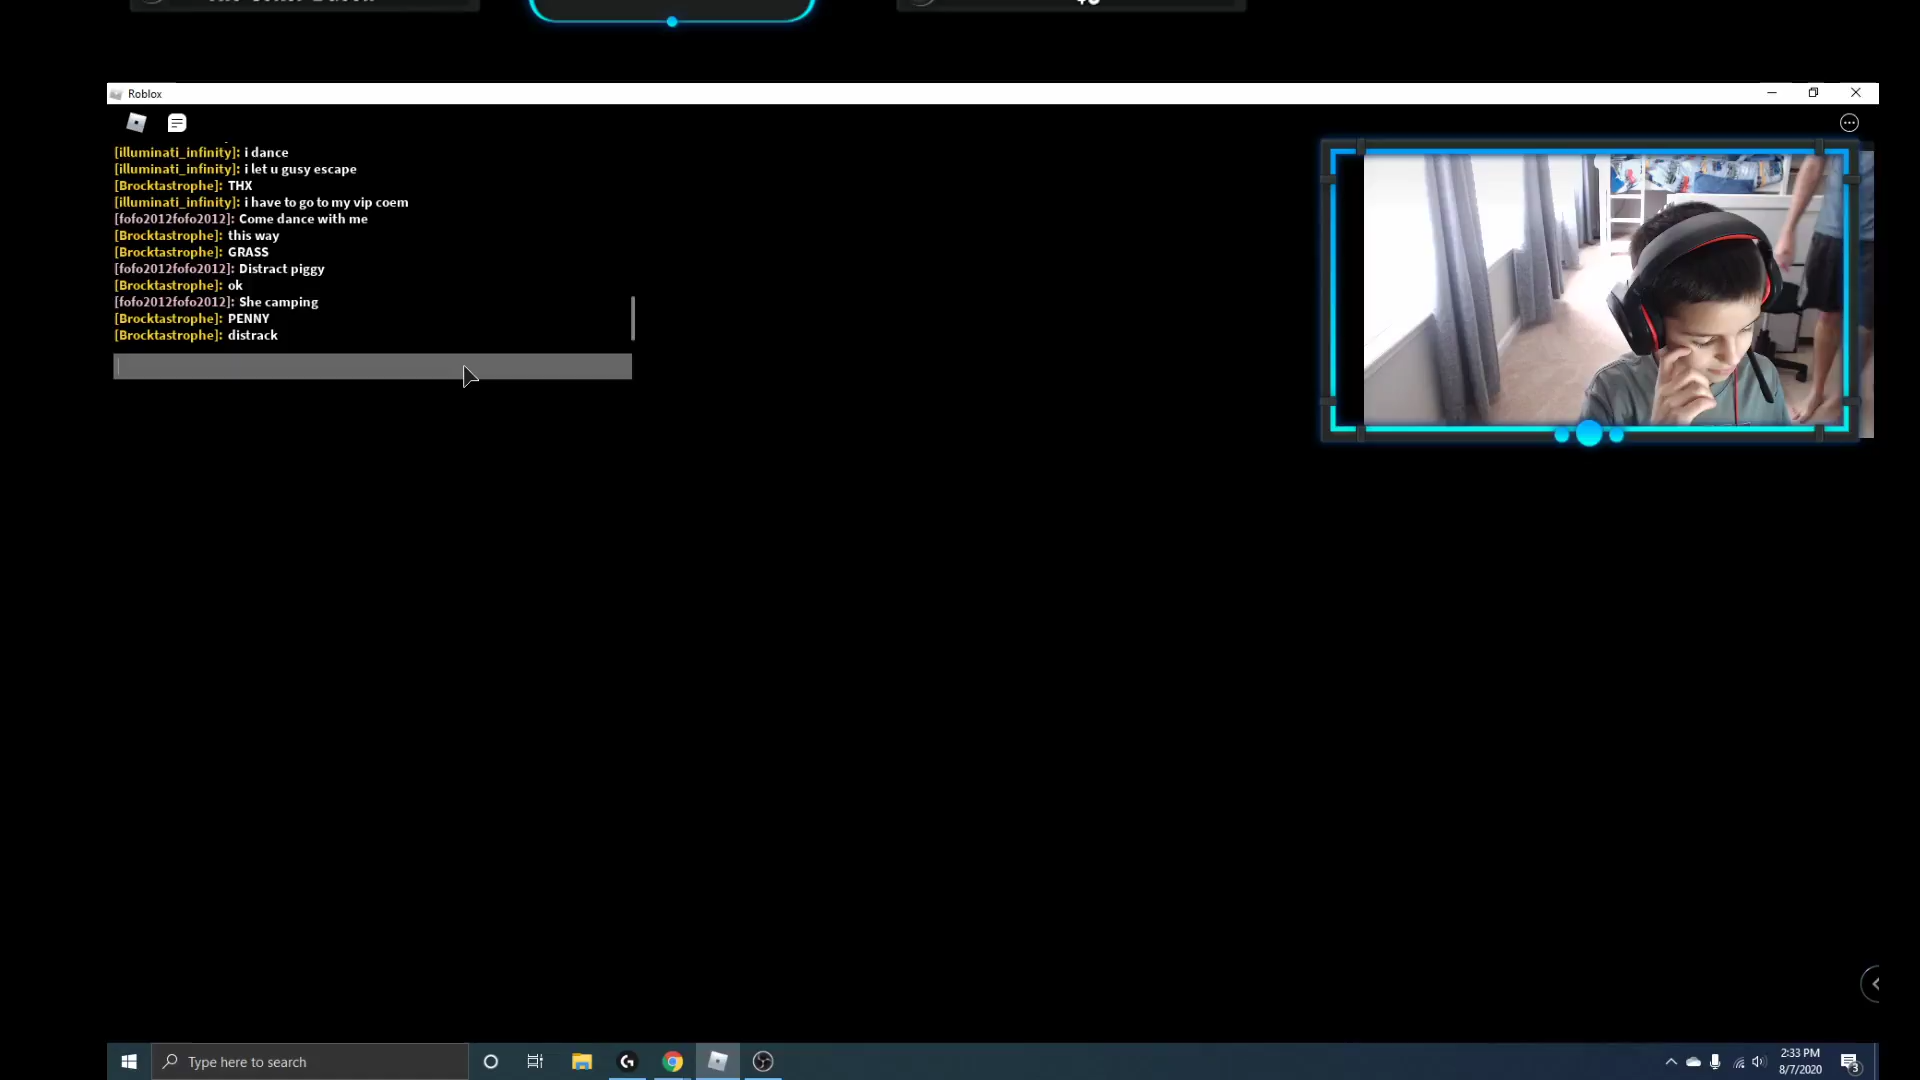 Roblox
[illuminati_infinity]: i dance
[illuminati_infinity]: i let u gusy escape
[Brocktastrophe]: THX
[illuminati_infinity]: i have to go to my vip coem
[fofo2012fofo2012]: Come dance with me
[Brocktastrophe]: this way
[Brocktastrophe]: GRASS
[fofo2012fofo2012]: Distract piggy
[Brocktastrophe]: ok
[fofo2012fofo2012]: She camping
[Brocktastrophe]: PENNY
[Brocktastrophe]: distrack
Type here to search
2:33 PM
8/7/2020
3